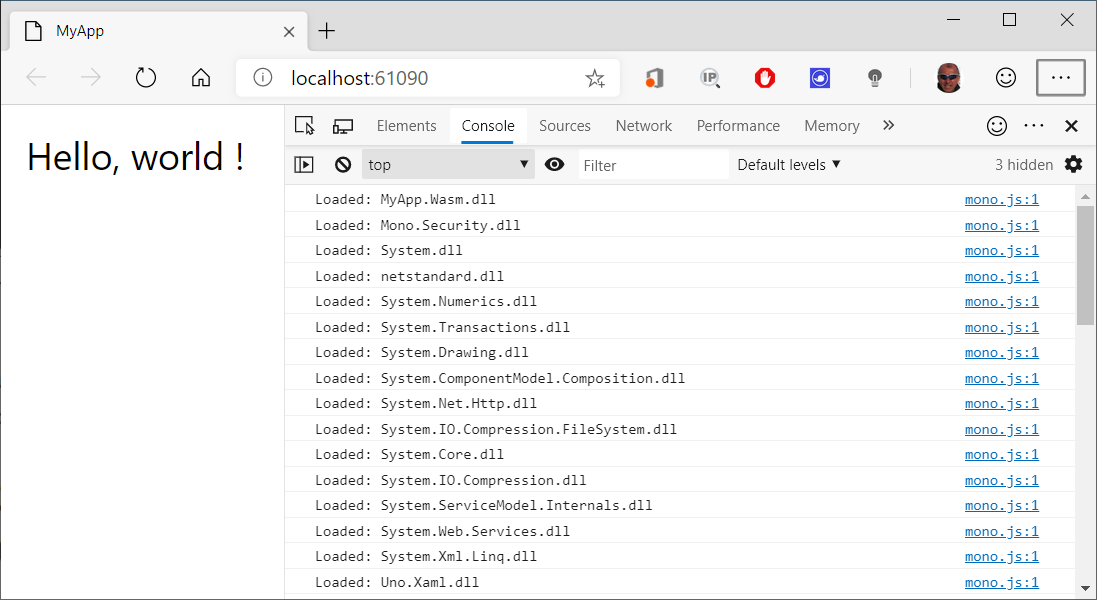 MyApp
localhost:61090
IP
Hello, world !
Elements Console Sources Network Performance Memory
top Filter Default levels 3 hidden
Loaded: MyApp.Wasm.dll mono.js:1
Loaded: Mono.Security.dll mono.js:1
Loaded: System.dll mono.js:1
Loaded: netstandard.dll mono.js:1
Loaded: System.Numerics.dll mono.js:1
Loaded: System.Transactions.dll mono.js:1
Loaded: System.Drawing.dll mono.js:1
Loaded: System.ComponentModel.Composition.dll mono.js:1
Loaded: System.Net.Http.dll mono.js:1
Loaded: System.IO.Compression.FileSystem.dll mono.js:1
Loaded: System.Core.dll mono.js:1
Loaded: System.IO.Compression.dll mono.js:1
Loaded: System.ServiceModel.Internals.dll mono.js:1
Loaded: System.Web.Services.dll mono.js:1
Loaded: System.Xml.Linq.dll mono.js:1
Loaded: Uno.Xaml.dll mono.js:1